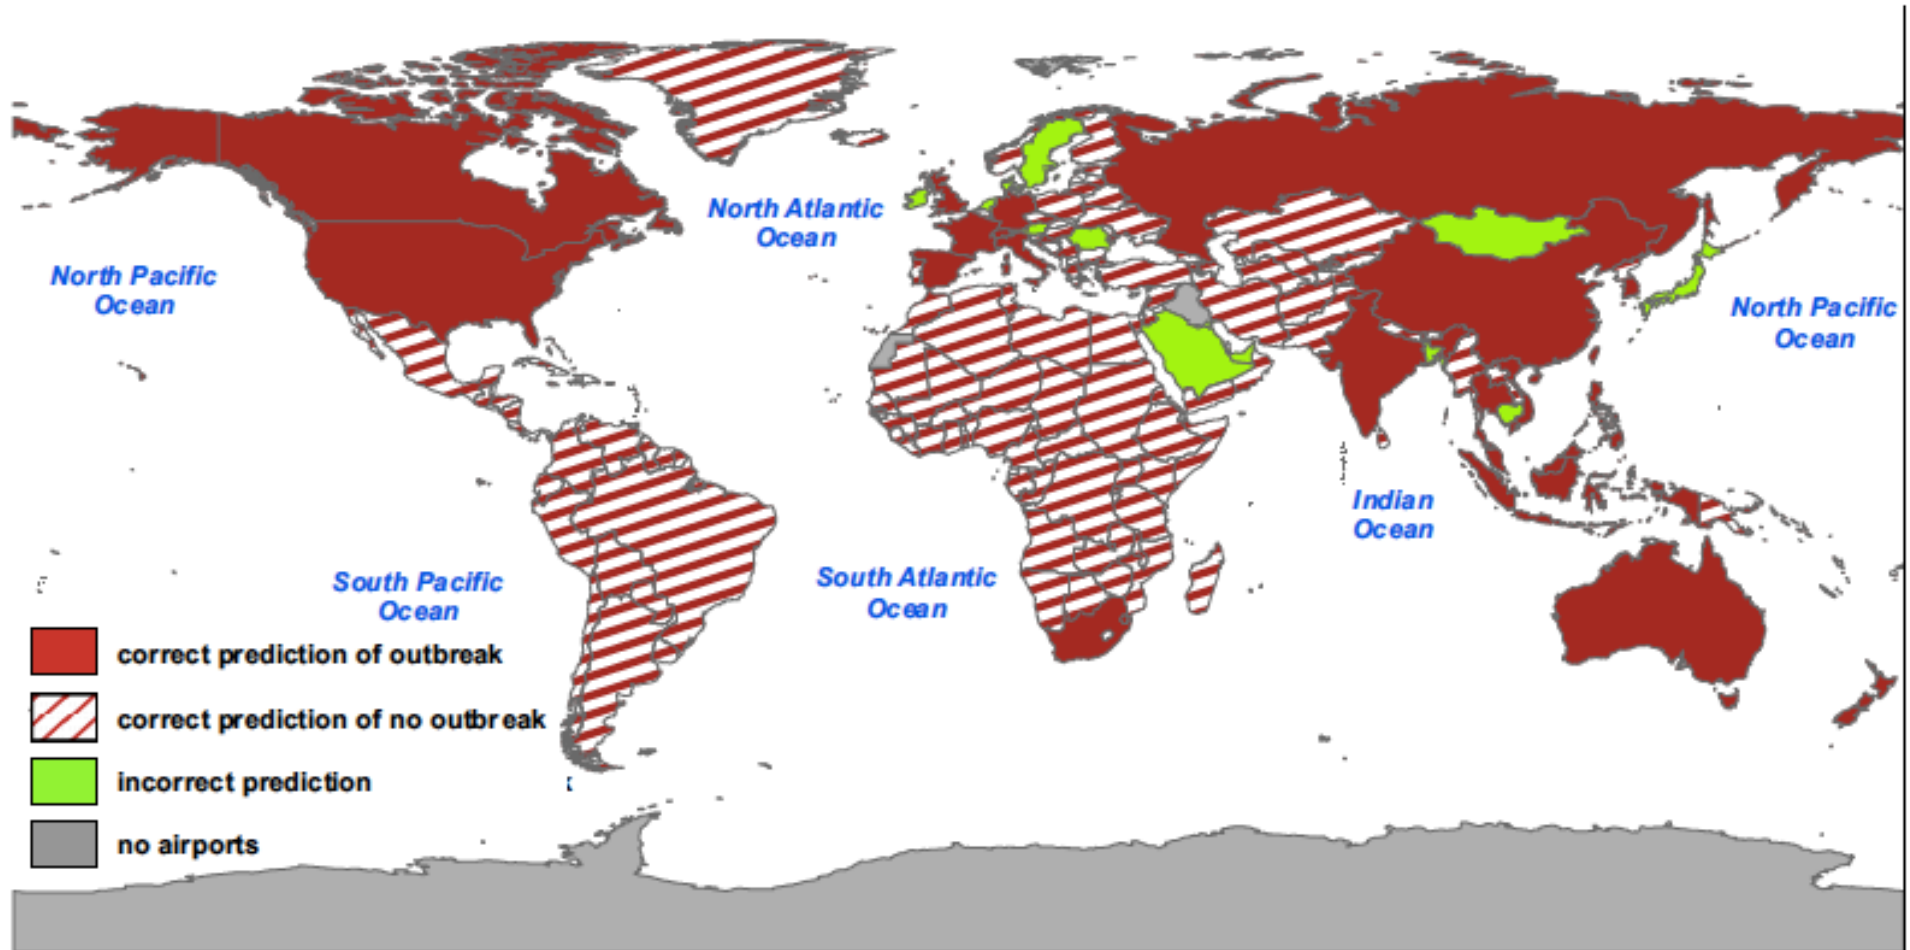 North Atlantic
Ocean
North Pacific
Ocean
North Pacific
Ocean
Indian
Ocean
South Pacific
Ocean
South Atlantic
Ocean
correct prediction of outbreak
correct prediction of no outbreak
incorrect prediction
no airports